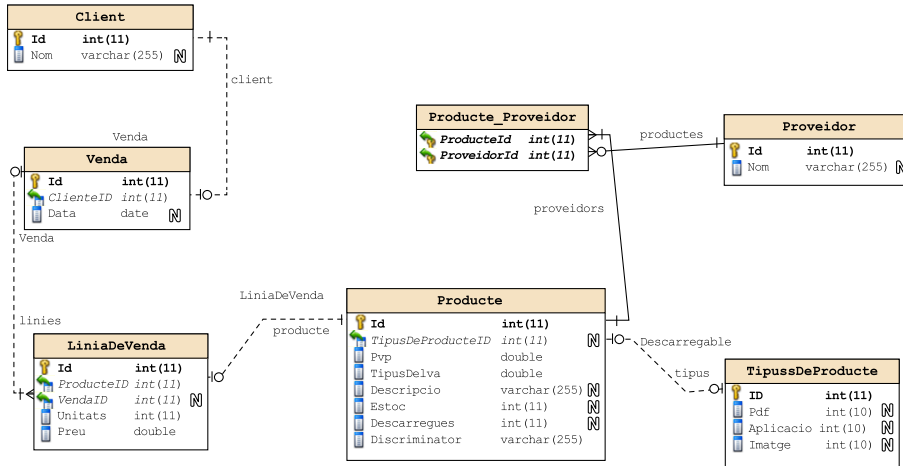 Client
Id int(11)
Nom varchar(255) N
client
Producte_Proveidor
ProducteId int(11)
ProveidorId int(11)
productes
Proveidor
Id int(11)
Nom varchar(255) N
proveidors
Venda
Venda
Id int(11)
ClienteID int(11)
Data date N
Venda
linies
LiniaDeVenda
Id int(11)
ProducteID int(11)
VendaID int(11) N
Unitats int(11)
Preu double
LiniaDeVenda
producte
Producte
Id int(11)
TipusDeProducteID int(11) N
Pvp double
TipusDelva double
Descripcio varchar(255) N
Estoc int(11) N
Descarregues int(11) N
Discriminator varchar(255)
Descarregable
tipus
TipussDeProducte
ID int(11)
Pdf int(10) N
Aplicacio int(10) N
Imatge int(10) N